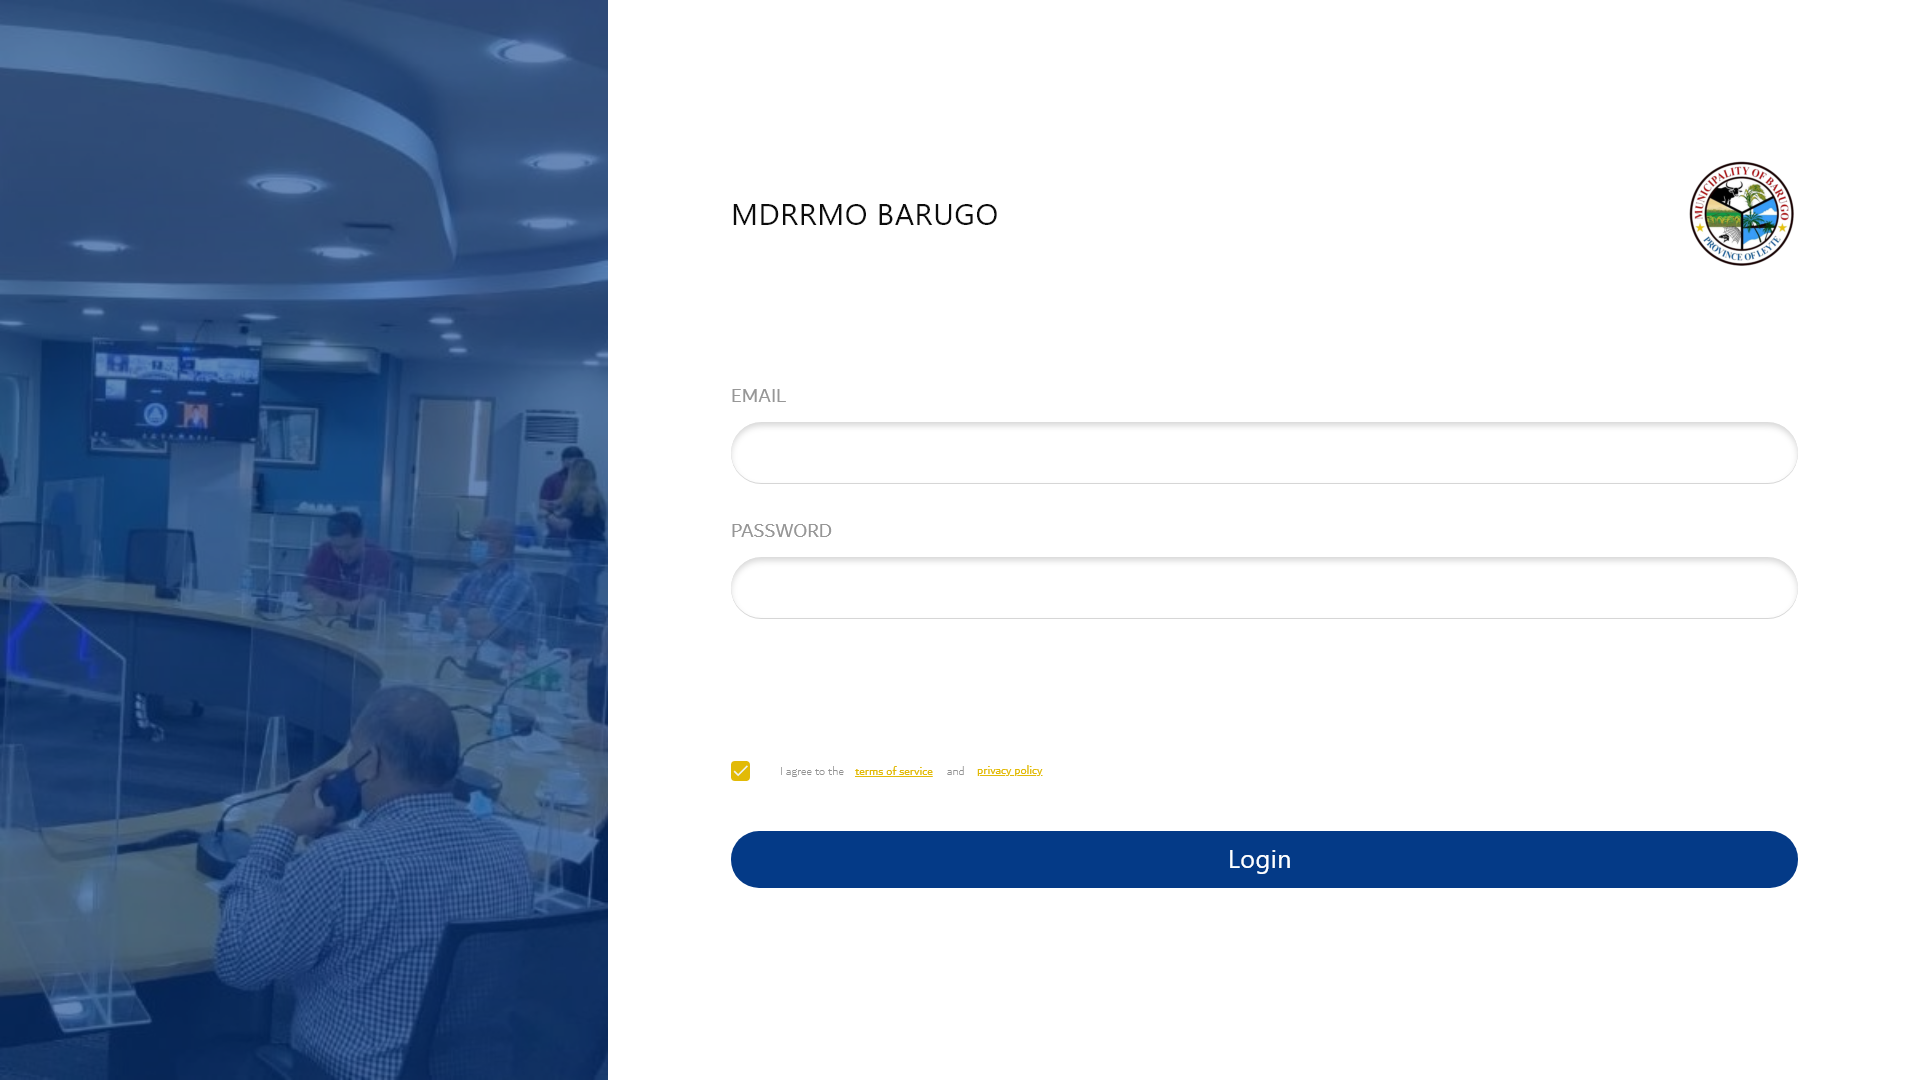 MDRRMO BARUGO
MUNICIPALITY OF BARUGO
PROVINCE OF LEYTE
EMAIL
PASSWORD
I agree to the terms of service and privacy policy
Login